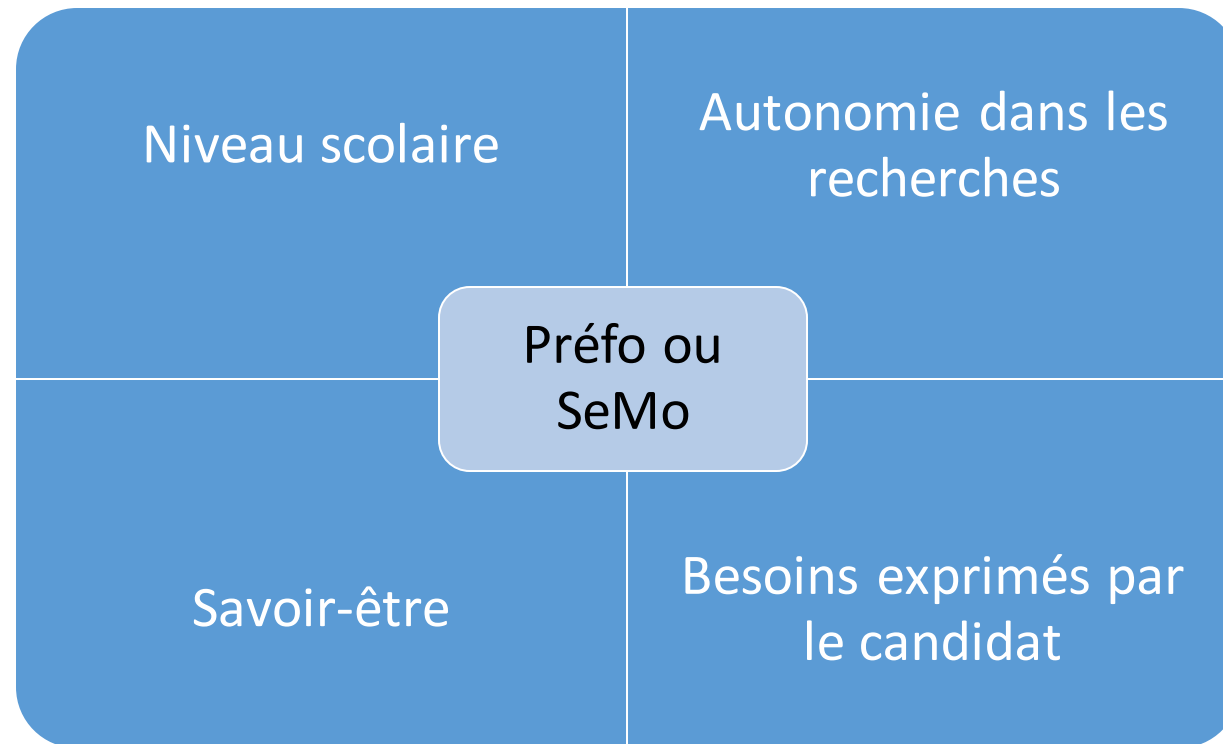 Niveau scolaire
Autonomie dans les
recherches
Préfo ou
SeMo
Savoir-être
Besoins exprimés par
le candidat